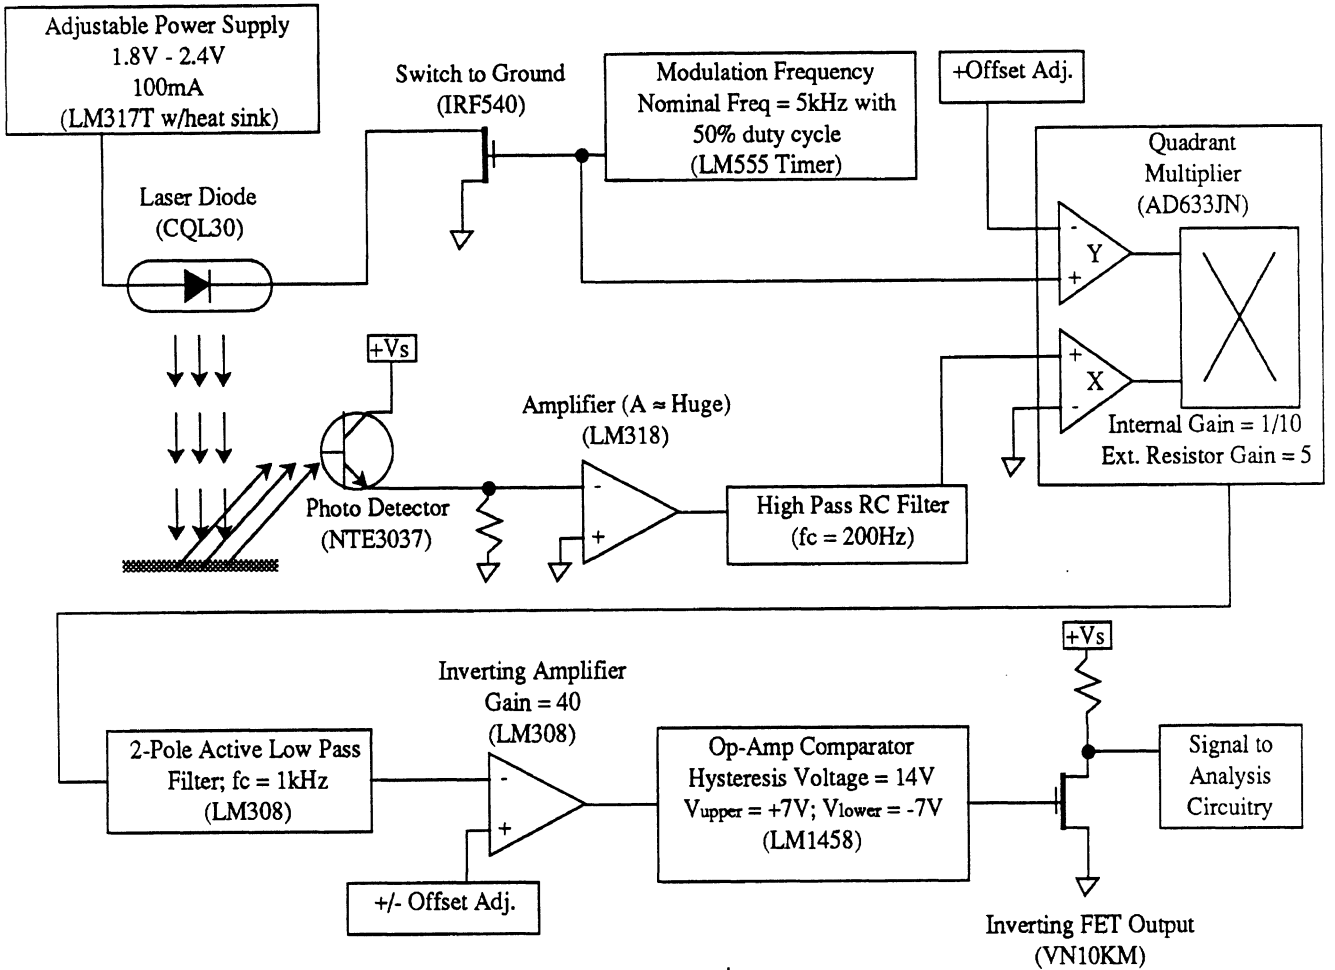 Adjustable Power Supply
1.8V - 2.4V
100mA
(LM317T w/heat sink)
Switch to Ground
(IRF540)
Modulation Frequency
Nominal Freq = 5kHz with
50% duty cycle
(LM555 Timer)
+Offset Adj.
Quadrant
Multiplier
(AD633JN)
Laser Diode
(CQL30)
-
Y
+
+
X
-
Internal Gain = 1/10
Ext. Resistor Gain = 5
+Vs
Amplifier (A ≈ Huge)
(LM318)
-
+
Photo Detector
(NTE3037)
High Pass RC Filter
(fc = 200Hz)
+Vs
Inverting Amplifier
Gain = 40
(LM308)
2-Pole Active Low Pass
Filter; fc = 1kHz
(LM308)
-
+
+/- Offset Adj.
Op-Amp Comparator
Hysteresis Voltage = 14V
Vupper = +7V; Vlower = -7V
(LM1458)
Signal to
Analysis
Circuitry
Inverting FET Output
(VN10KM)